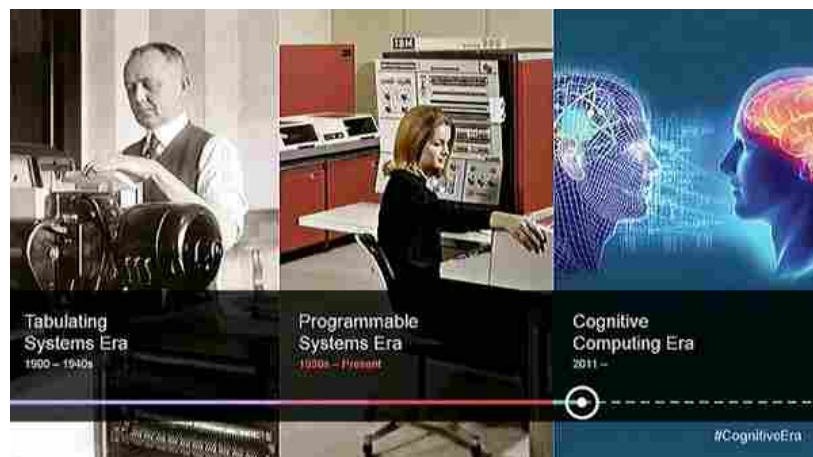 IBM
Tabulating
Systems Era
1900 – 1940s
Programmable
Systems Era
1950s – Present
Cognitive
Computing Era
2011 –
#CognitiveEra